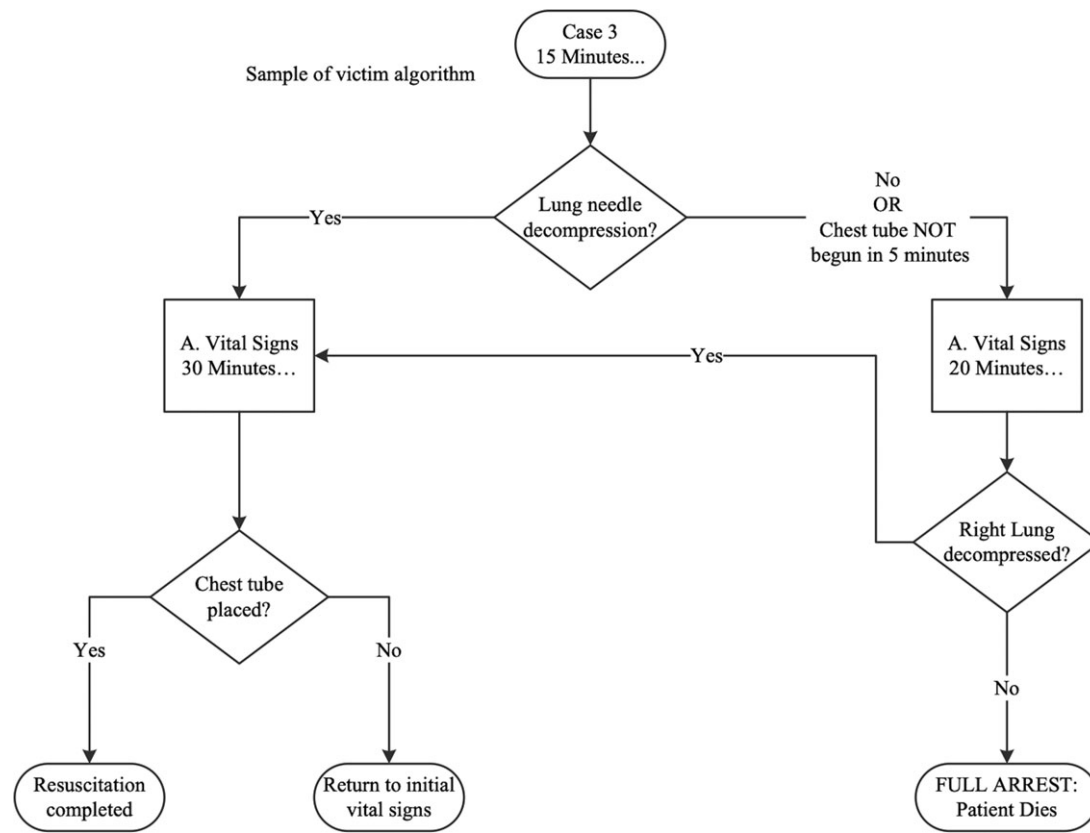 Case 3
15 Minutes...
Sample of victim algorithm
Lung needle
decompression?
Yes
No
OR
Chest tube NOT
begun in 5 minutes
A. Vital Signs
30 Minutes…
Yes
A. Vital Signs
20 Minutes…
Right Lung
decompressed?
Chest tube
placed?
Yes
No
No
Resuscitation
completed
Return to initial
vital signs
FULL ARREST:
Patient Dies